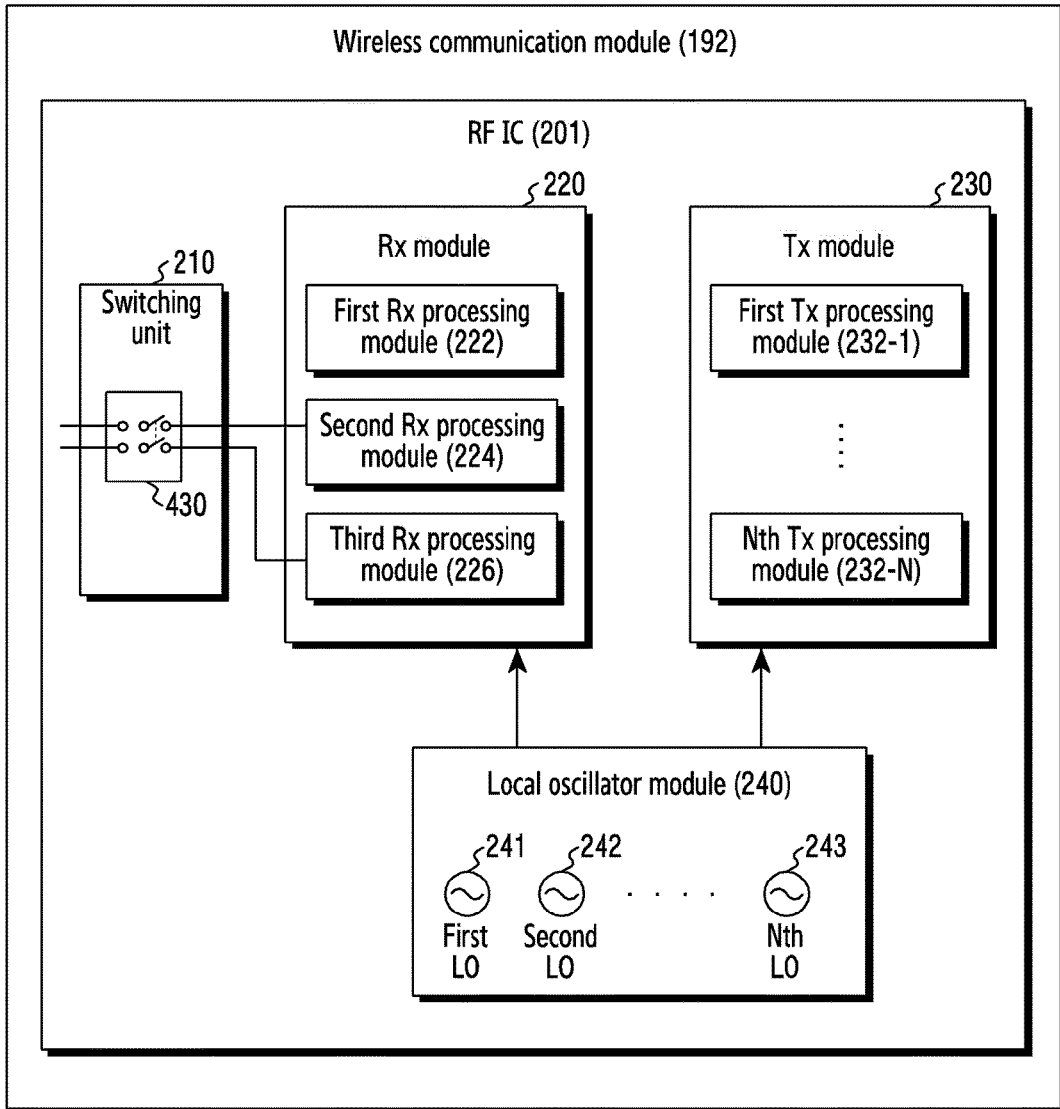 Wireless communication module (192)
RF IC (201)
220
230
Rx module
Tx module
210
Switching
unit
First Rx processing
module (222)
First Tx processing
module (232-1)
Second Rx processing
module (224)
430
Third Rx processing
module (226)
Nth Tx processing
module (232-N)
Local oscillator module (240)
241
242
243
First
LO
Second
LO
Nth
LO